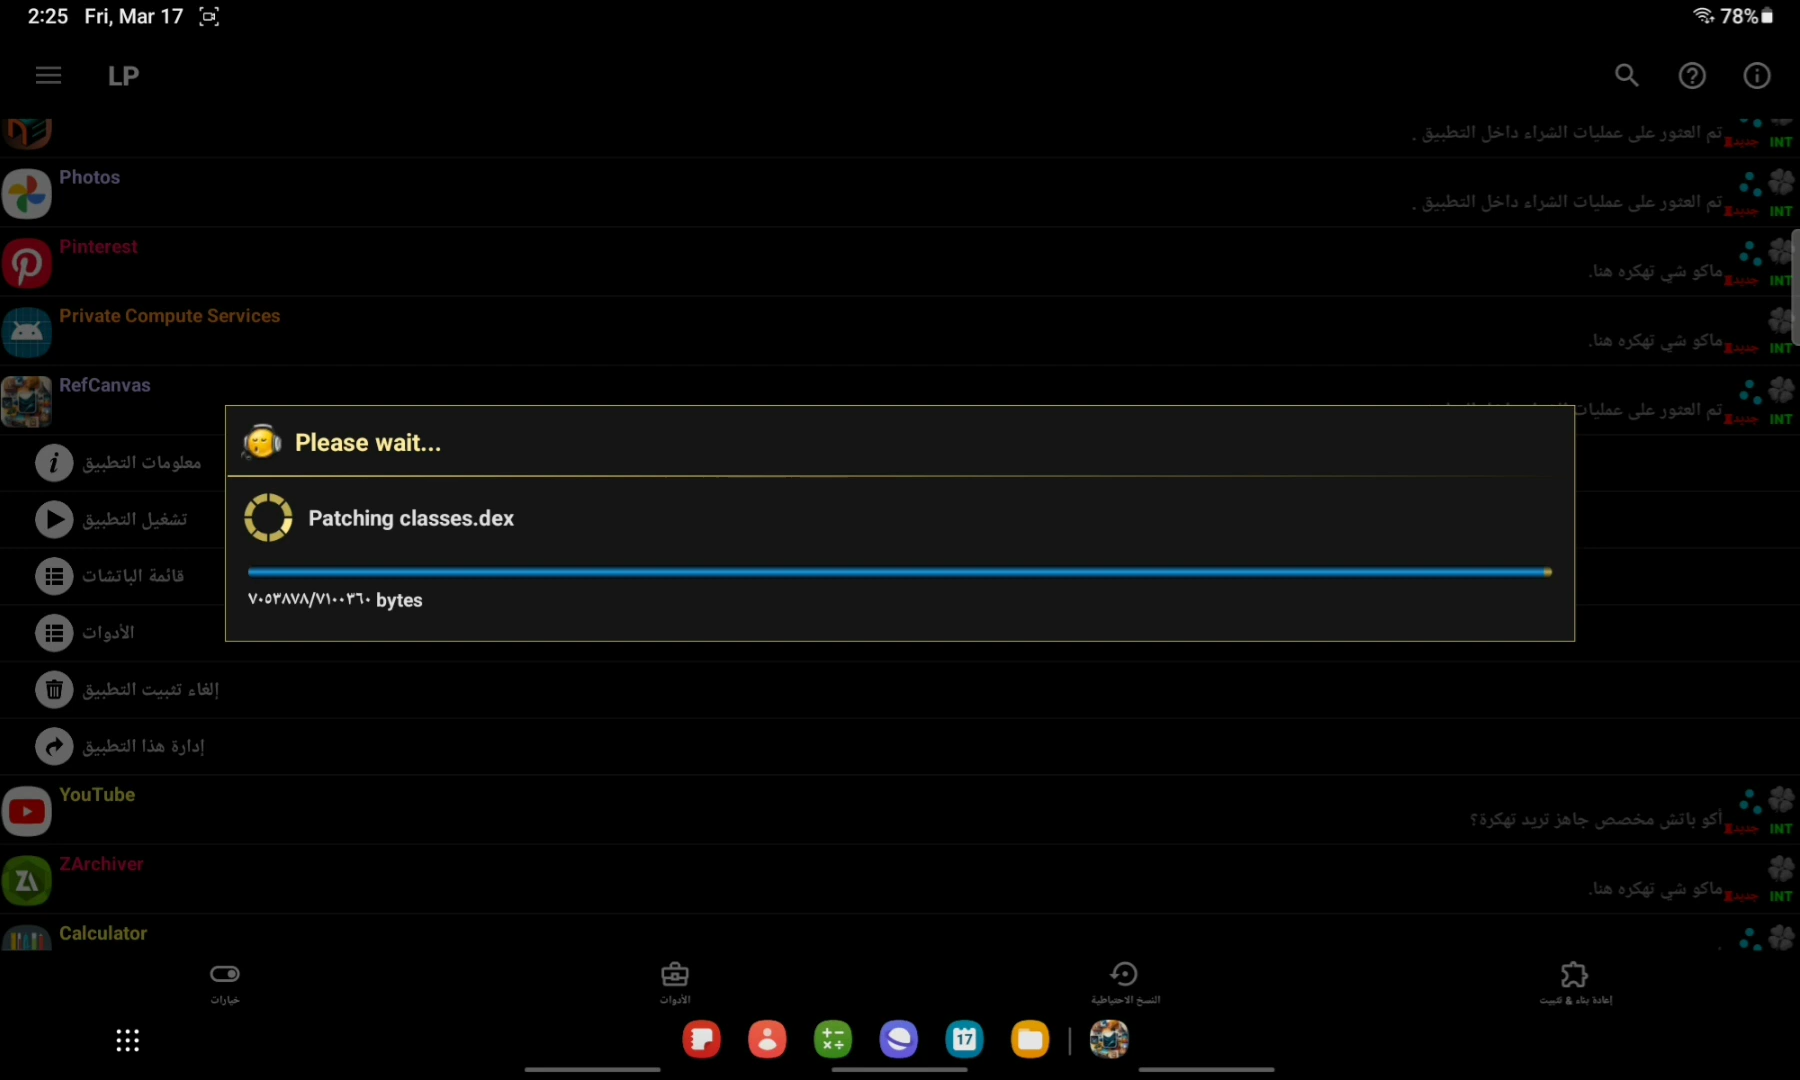 2:25 Fri, Mar 17
78%
LP
تم العثور على عمليات الشراء داخل التطبيق .
جديد INT
Photos
تم العثور على عمليات الشراء داخل التطبيق .
جديد INT
Pinterest
ماكو شي تهكره هنا.
جديد INT
Private Compute Services
ماكو شي تهكره هنا.
جديد INT
RefCanvas
تم العثور على عمليات
جديد INT
معلومات التطبيق
تشغيل التطبيق
قائمة الباتشات
الأدوات
إلغاء تثبيت التطبيق
إدارة هذا التطبيق
Please wait...
Patching classes.dex
٧٠٥٣٨٧٨/٧١٠٠٣٦٠ bytes
YouTube
أكو باتش مخصص جاهز تريد تهكرة؟
جديد INT
ZArchiver
ماكو شي تهكره هنا.
جديد INT
Calculator
خيارات
الأدوات
النسخ الاحتياطية
إعادة بناء & تثبيت
17